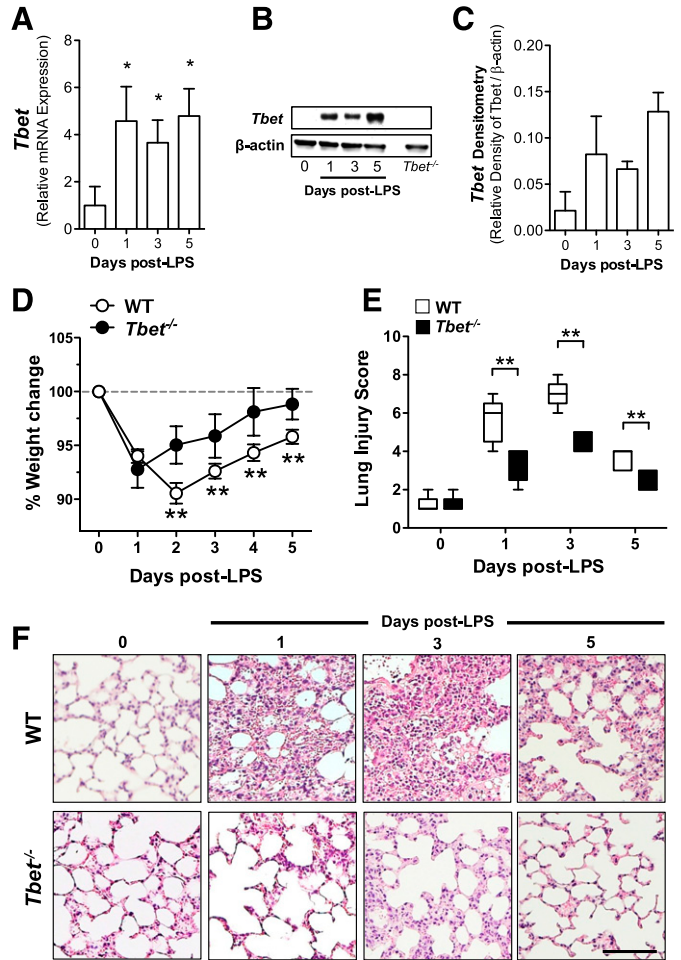 A
Tbet
(Relative mRNA Expression)
8
6
4
2
0
*
*
*
0 1 3 5
Days post-LPS
B
Tbet
β-actin
0 1 3 5 Tbet-/-
Days post-LPS
C
Tbet Densitometry
(Relative Density of Tbet / β-actin)
0.20
0.15
0.10
0.05
0.00
0 1 3 5
Days post-LPS
D
WT
Tbet-/-
% Weight change
105
100
95
90
**
**
**
**
0 1 2 3 4 5
Days post-LPS
E
WT
Tbet-/-
Lung Injury Score
10
8
6
4
2
0
**
**
**
0 1 3 5
Days post-LPS
F
Days post-LPS
0 1 3 5
WT
Tbet-/-